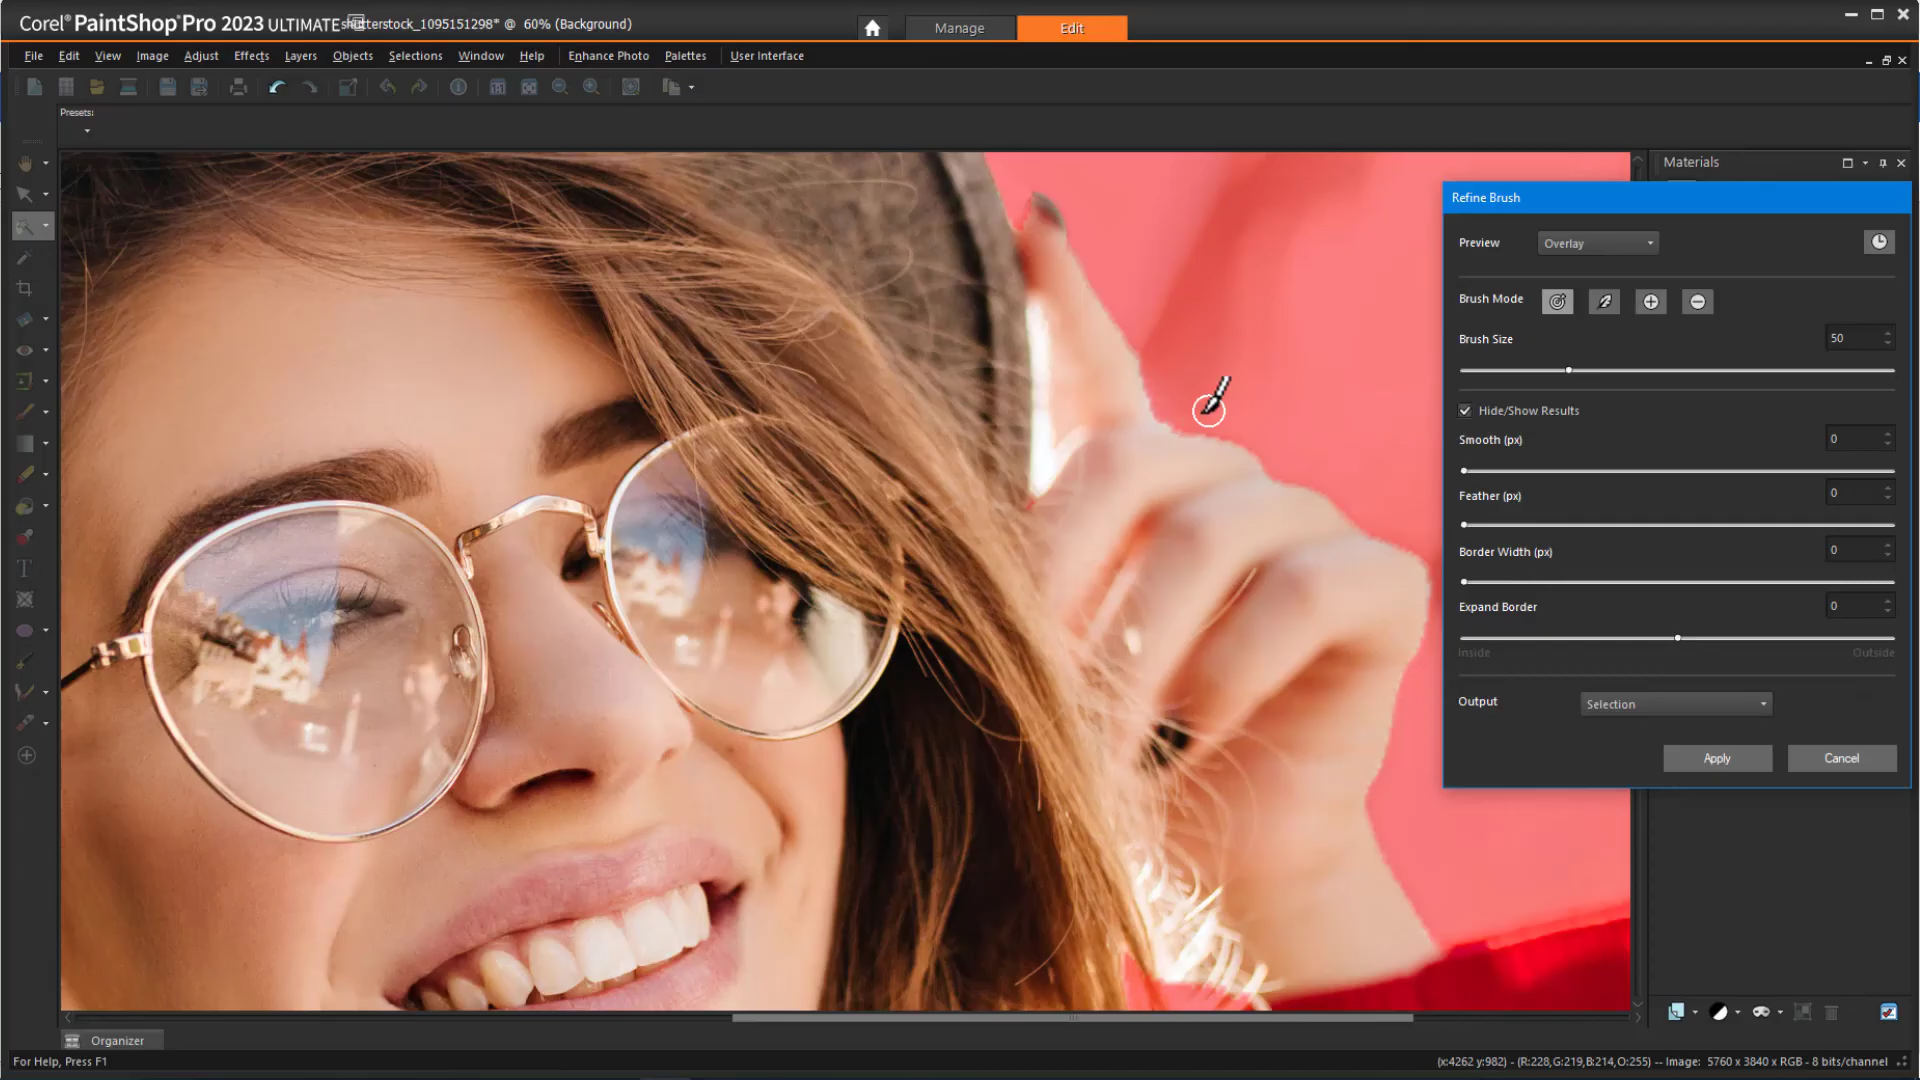 Corel® PaintShop® Pro 2023 ULTIMATE
shutterstock_1095151298* @ 60% (Background)
Manage
Edit
File Edit View Image Adjust Effects Layers Objects Selections Window Help Enhance Photo Palettes User Interface
Presets:
Materials
Refine Brush
Preview
Overlay
Brush Mode
Brush Size
50
Hide/Show Results
Smooth (px)
0
Feather (px)
0
Border Width (px)
0
Expand Border
0
Inside
Outside
Output
Selection
Apply
Cancel
Organizer
For Help, Press F1
(x:4262 y:982) - (R:228,G:219,B:214,O:255) -- Image: 5760 x 3840 x RGB - 8 bits/channel